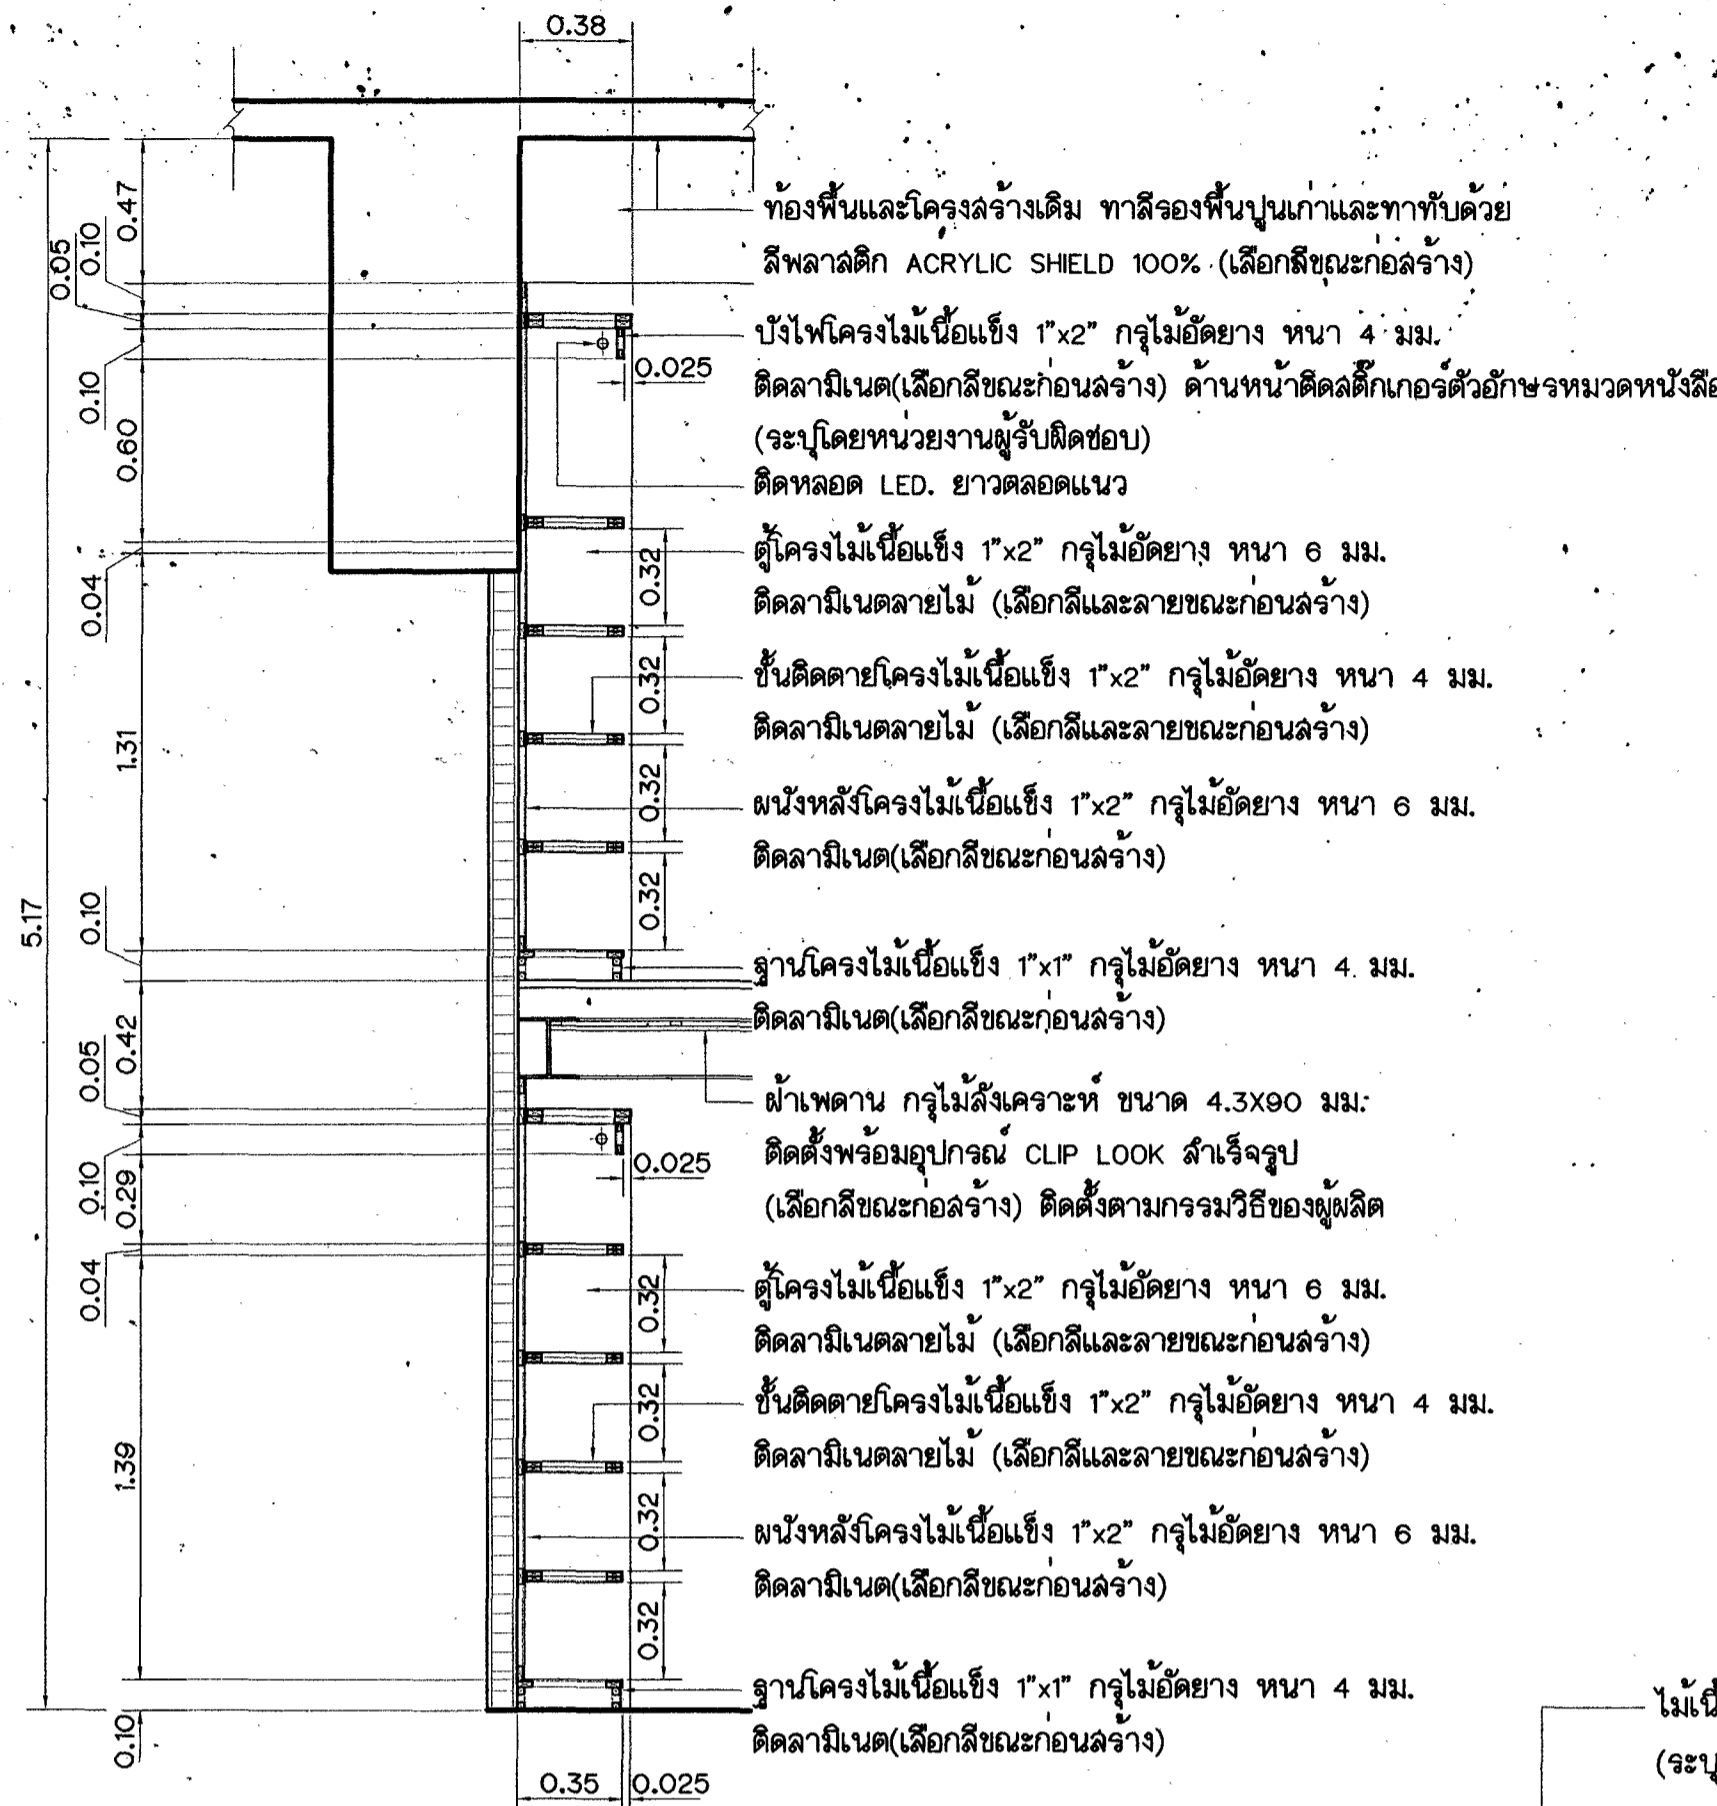 0.38
0.47
0.10
0.05
0.10
0.60
0.04
1.31
0.10
5.17
0.42
0.05
0.10
0.29
0.04
1.39
0.10
ท้องพื้นและโครงสร้างเดิม ทาสีรองพื้นปูนเก่าและทาทับด้วย
สีพลาสติก ACRYLIC SHIELD 100% (เลือกสีขณะก่อสร้าง)
บังไฟโครงไม้เนื้อแข็ง 1"x2" กรุไม้อัดยาง หนา 4 มม.
0.025
ติดลามิเนต(เลือกสีขณะก่อนสร้าง) ด้านหน้าติดสติ๊กเกอร์ตัวอักษรหมวดหนังสือ
(ระบุโดยหน่วยงานผู้รับผิดชอบ)
ติดหลอด LED. ยาวตลอดแนว
0.32
ตู้โครงไม้เนื้อแข็ง 1"x2" กรุไม้อัดยาง หนา 6 มม.
ติดลามิเนตลายไม้ (เลือกสีและลายขณะก่อนสร้าง)
0.32
ชั้นติดตายโครงไม้เนื้อแข็ง 1"x2" กรุไม้อัดยาง หนา 4 มม.
ติดลามิเนตลายไม้ (เลือกสีและลายขณะก่อนสร้าง)
0.32
ผนังหลังโครงไม้เนื้อแข็ง 1"x2" กรุไม้อัดยาง หนา 6 มม.
ติดลามิเนต(เลือกสีขณะก่อนสร้าง)
0.32
ฐานโครงไม้เนื้อแข็ง 1"x1" กรุไม้อัดยาง หนา 4 มม.
ติดลามิเนต(เลือกสีขณะก่อนสร้าง)
ฝ้าเพดาน กรุไม้สังเคราะห์ ขนาด 4.3X90 มม.
ติดตั้งพร้อมอุปกรณ์ CLIP LOOK สำเร็จรูป
0.025
(เลือกสีขณะก่อสร้าง) ติดตั้งตามกรรมวิธีของผู้ผลิต
0.32
ตู้โครงไม้เนื้อแข็ง 1"x2" กรุไม้อัดยาง หนา 6 มม.
ติดลามิเนตลายไม้ (เลือกสีและลายขณะก่อนสร้าง)
0.32
ชั้นติดตายโครงไม้เนื้อแข็ง 1"x2" กรุไม้อัดยาง หนา 4 มม.
ติดลามิเนตลายไม้ (เลือกสีและลายขณะก่อนสร้าง)
0.32
ผนังหลังโครงไม้เนื้อแข็ง 1"x2" กรุไม้อัดยาง หนา 6 มม.
ติดลามิเนต(เลือกสีขณะก่อนสร้าง)
0.32
ฐานโครงไม้เนื้อแข็ง 1"x1" กรุไม้อัดยาง หนา 4 มม.
ติดลามิเนต(เลือกสีขณะก่อนสร้าง)
0.35
0.025